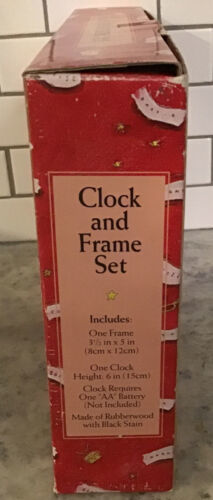 Clock
and
Frame
Set
Includes:
One Frame
3½ in x 5 in
(8cm x 12cm)
One Clock
Height: 6 in (15cm)
Clock Requires
One "AA" Battery
(Not Included)
Made of Rubberwood
with Black Stain